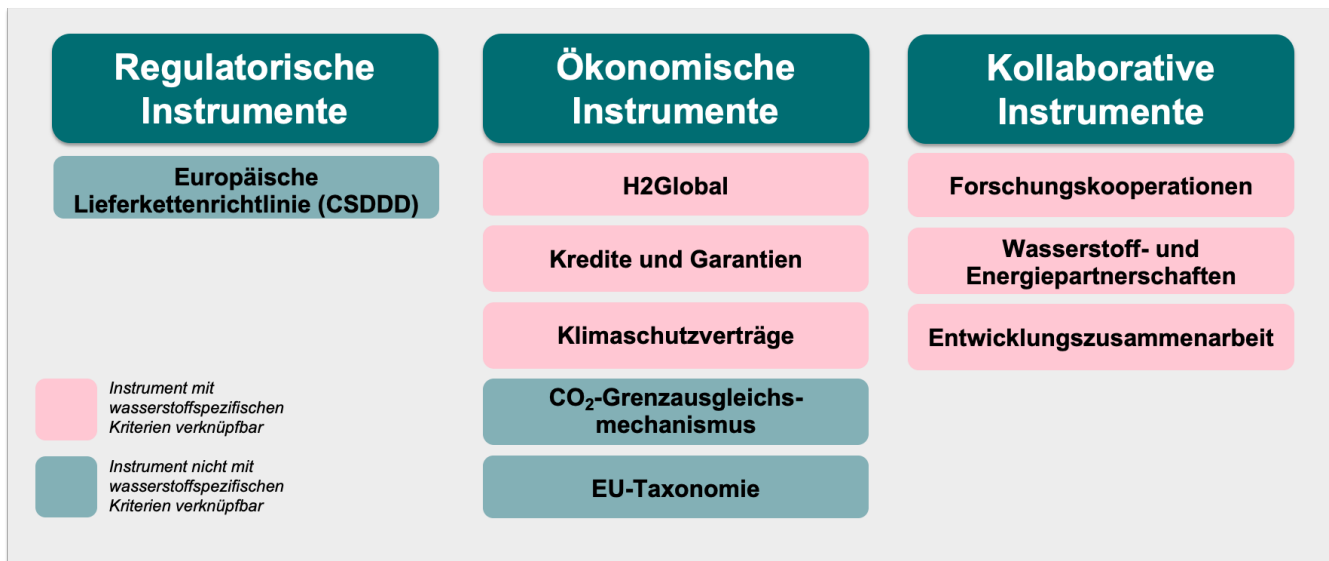 Regulatorische
Instrumente
Europäische
Lieferkettenrichtlinie (CSDDD)
Ökonomische
Instrumente
H2Global
Kredite und Garantien
Klimaschutzverträge
CO₂-Grenzausgleichs-
mechanismus
EU-Taxonomie
Kollaborative
Instrumente
Forschungskooperationen
Wasserstoff- und
Energiepartnerschaften
Entwicklungszusammenarbeit
Instrument mit
wasserstoffspezifischen
Kriterien verknüpfbar
Instrument nicht mit
wasserstoffspezifischen
Kriterien verknüpfbar